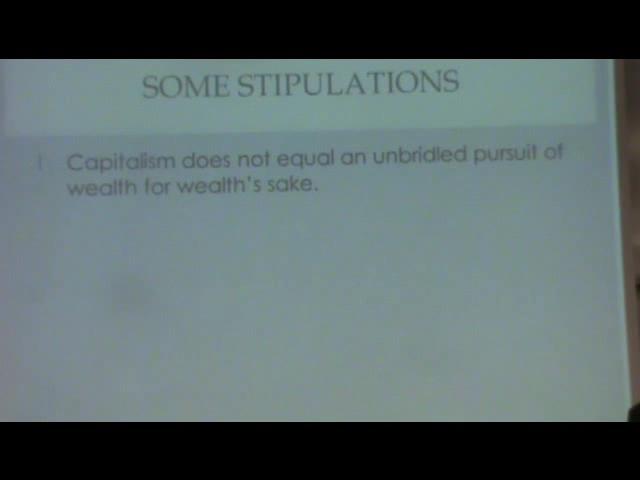 SOME STIPULATIONS
1. Capitalism does not equal an unbridled pursuit of
wealth for wealth's sake.